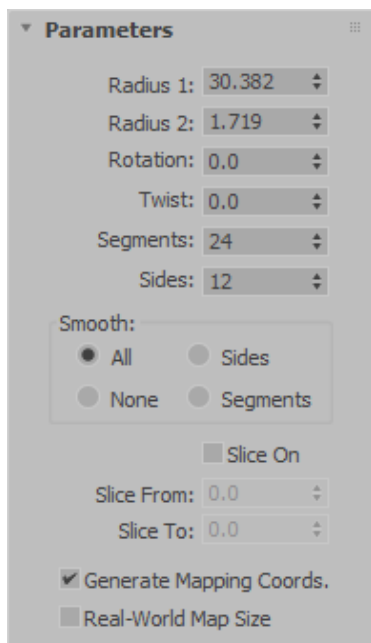 Parameters
Radius 1: 30.382
Radius 2: 1.719
Rotation: 0.0
Twist: 0.0
Segments: 24
Sides: 12
Smooth:
All Sides
None Segments
Slice On
Slice From: 0.0
Slice To: 0.0
Generate Mapping Coords.
Real-World Map Size